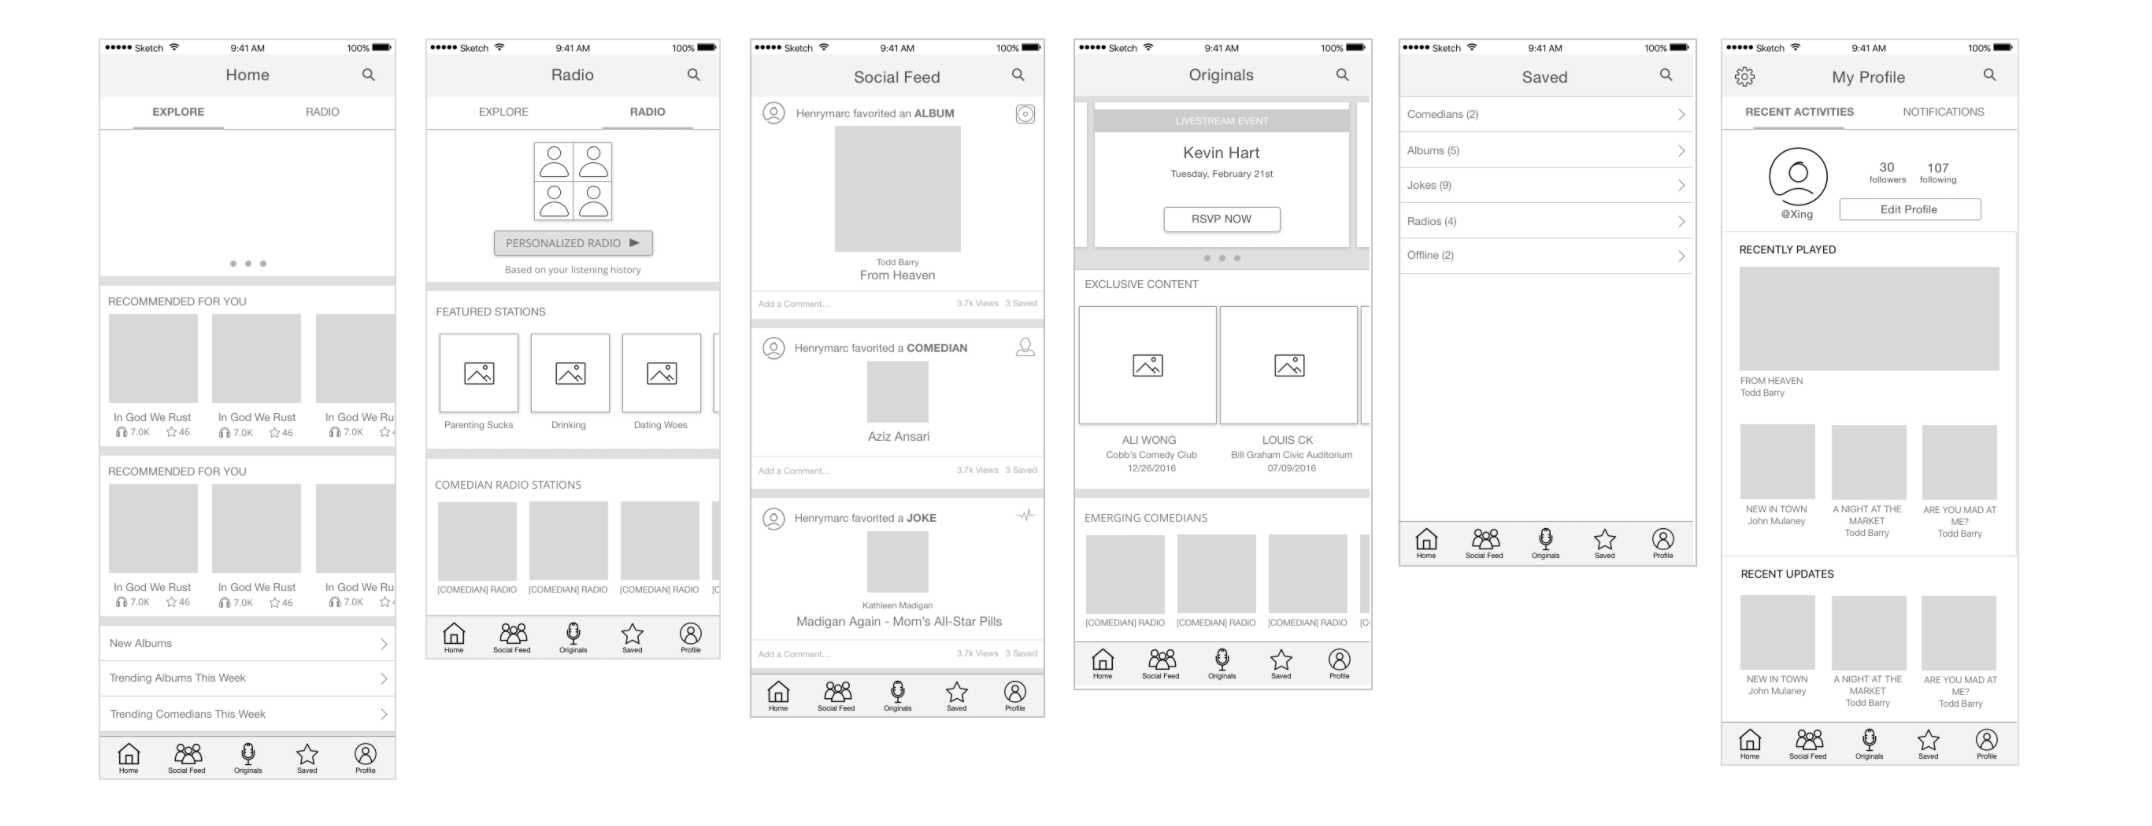 Sketch 9:41 AM 100%
Home
EXPLORE RADIO
RECOMMENDED FOR YOU
In God We Rust In God We Rust In God We Ru
7.0K 46 7.0K 46 7.0K
RECOMMENDED FOR YOU
In God We Rust In God We Rust In God We Ru
7.0K 46 7.0K 46 7.0K
New Albums
Trending Albums This Week
Trending Comedians This Week
Home Social Feed Originals Saved Profile
Sketch 9:41 AM 100%
Radio
EXPLORE RADIO
PERSONALIZED RADIO
Based on your listening history
FEATURED STATIONS
Parenting Sucks Drinking Dating Woes
COMEDIAN RADIO STATIONS
[COMEDIAN] RADIO [COMEDIAN] RADIO [COMEDIAN] RADIO [C
Home Social Feed Originals Saved Profile
Sketch 9:41 AM 100%
Social Feed
Henrymarc favorited an ALBUM
Todd Barry
From Heaven
Add a Comment... 3.7k Views 3 Saved
Henrymarc favorited a COMEDIAN
Aziz Ansari
Add a Comment... 3.7k Views 3 Saved
Henrymarc favorited a JOKE
Kathleen Madigan
Madigan Again - Mom's All-Star Pills
Add a Comment... 3.7k Views 3 Saved
Home Social Feed Originals Saved Profile
Sketch 9:41 AM 100%
Originals
LIVESTREAM EVENT
Kevin Hart
Tuesday, February 21st
RSVP NOW
EXCLUSIVE CONTENT
ALI WONG LOUIS CK
Cobb's Comedy Club Bill Graham Civic Auditorium
12/26/2016 07/09/2016
EMERGING COMEDIANS
[COMEDIAN] RADIO [COMEDIAN] RADIO [COMEDIAN] RADIO [C
Home Social Feed Originals Saved Profile
Sketch 9:41 AM 100%
Saved
Comedians (2)
Albums (5)
Jokes (9)
Radios (4)
Offline (2)
Home Social Feed Originals Saved Profile
Sketch 9:41 AM 100%
My Profile
RECENT ACTIVITIES NOTIFICATIONS
30 107
followers following
@Xing Edit Profile
RECENTLY PLAYED
FROM HEAVEN
Todd Barry
NEW IN TOWN A NIGHT AT THE ARE YOU MAD AT
John Mulaney MARKET ME?
Todd Barry Todd Barry
RECENT UPDATES
NEW IN TOWN A NIGHT AT THE ARE YOU MAD AT
John Mulaney MARKET ME?
Todd Barry Todd Barry
Home Social Feed Originals Saved Profile